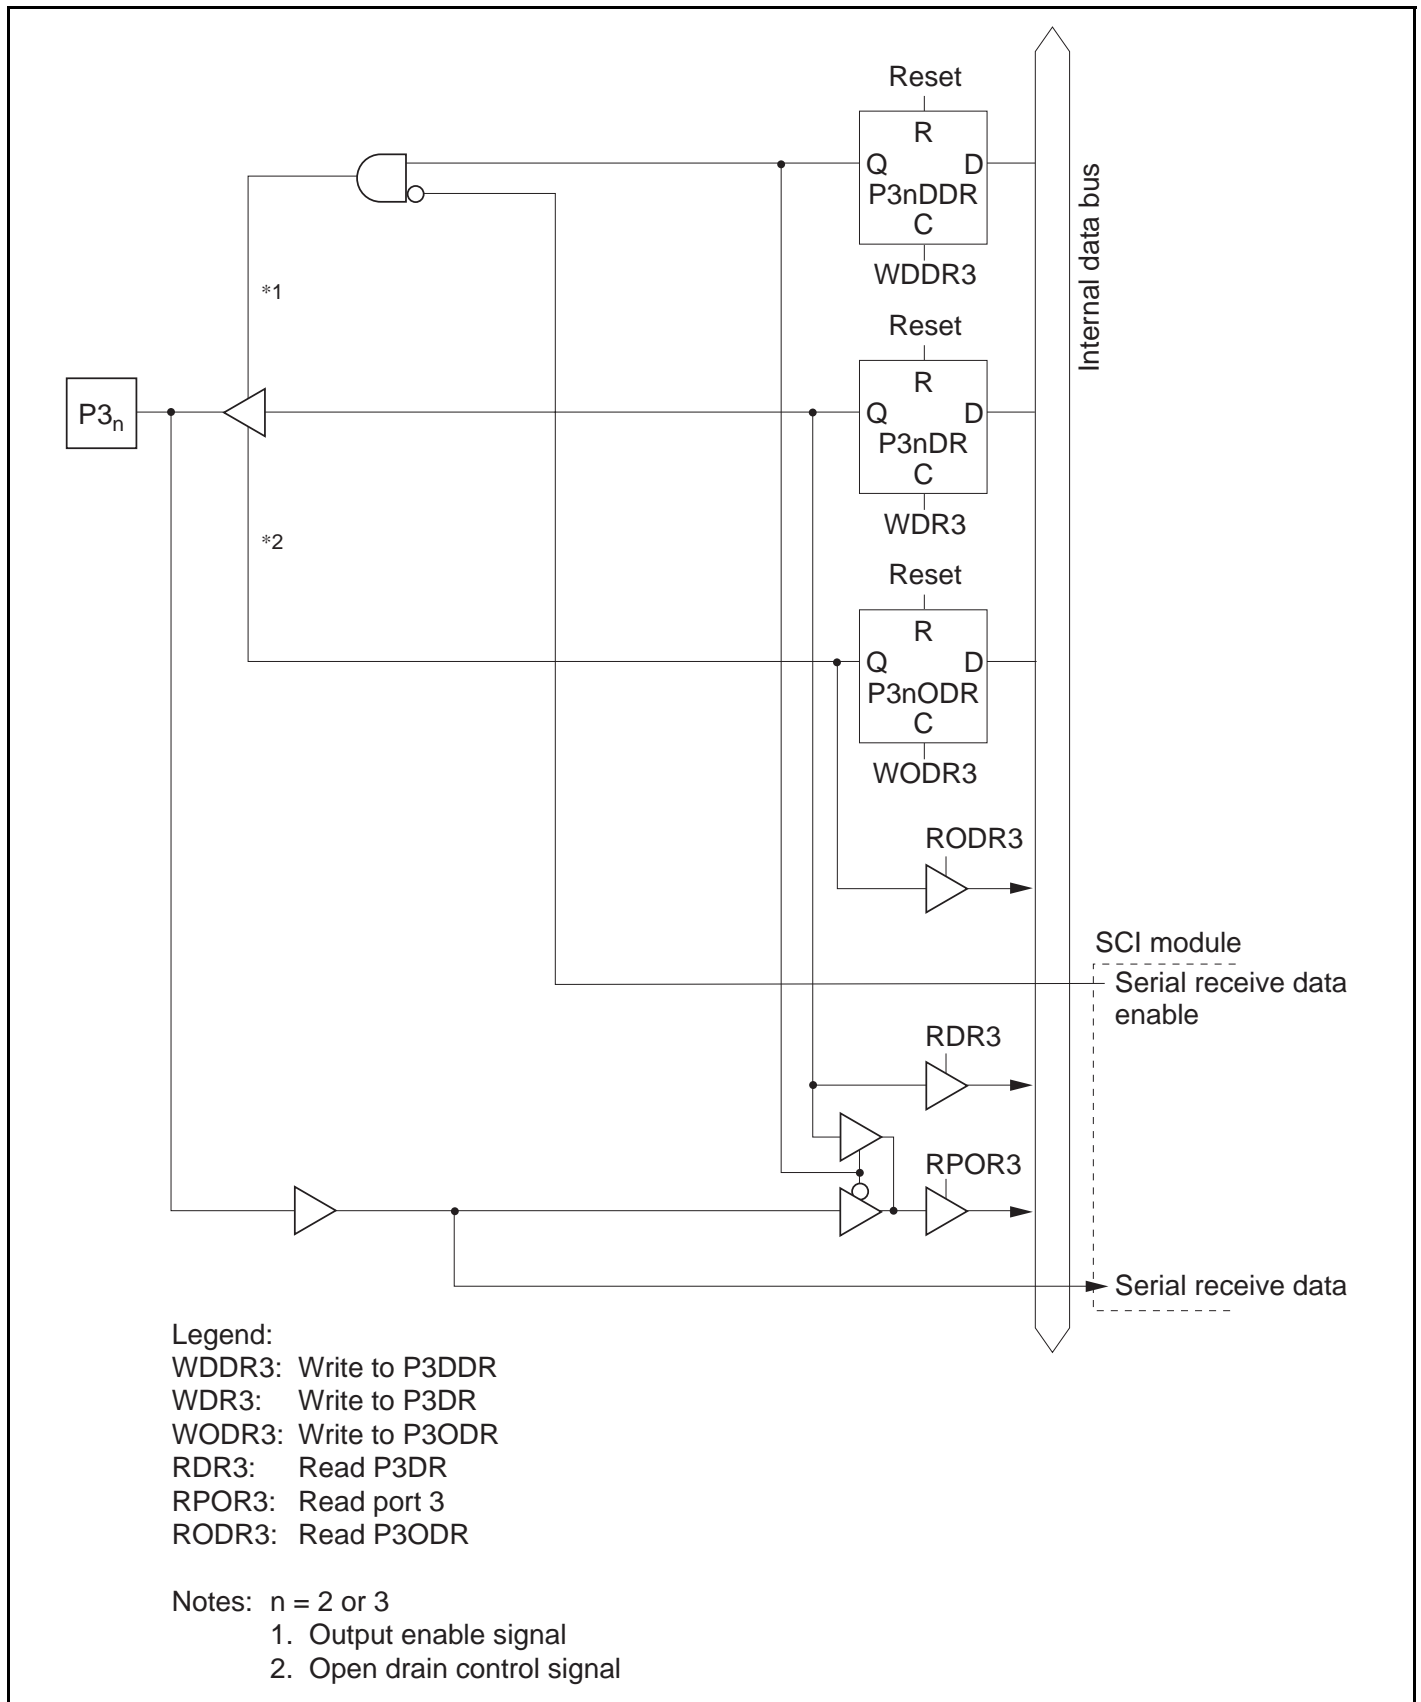 Reset
R
Q D
P3nDDR
C
WDDR3
Internal data bus
*1
Reset
R
P3n
Q D
P3nDR
C
WDR3
*2
Reset
R
Q D
P3nODR
C
WODR3
RODR3
SCI module
Serial receive data
enable
RDR3
RPOR3
Serial receive data
Legend:
WDDR3: Write to P3DDR
WDR3: Write to P3DR
WODR3: Write to P3ODR
RDR3: Read P3DR
RPOR3: Read port 3
RODR3: Read P3ODR
Notes: n = 2 or 3
1. Output enable signal
2. Open drain control signal